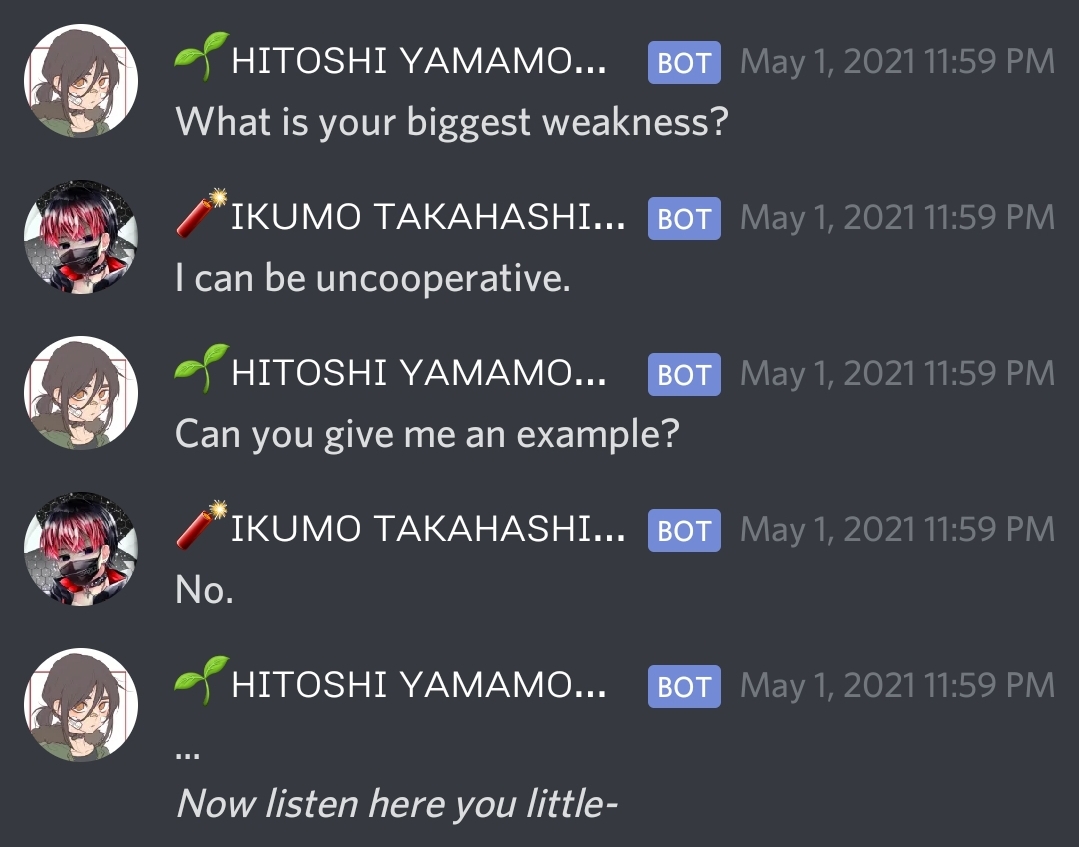 🌱HITOSHI YAMAMO... BOT May 1, 2021 11:59 PM
What is your biggest weakness?
🧨IKUMO TAKAHASHI... BOT May 1, 2021 11:59 PM
I can be uncooperative.
🌱HITOSHI YAMAMO... BOT May 1, 2021 11:59 PM
Can you give me an example?
🧨IKUMO TAKAHASHI... BOT May 1, 2021 11:59 PM
No.
🌱HITOSHI YAMAMO... BOT May 1, 2021 11:59 PM
...
Now listen here you little-